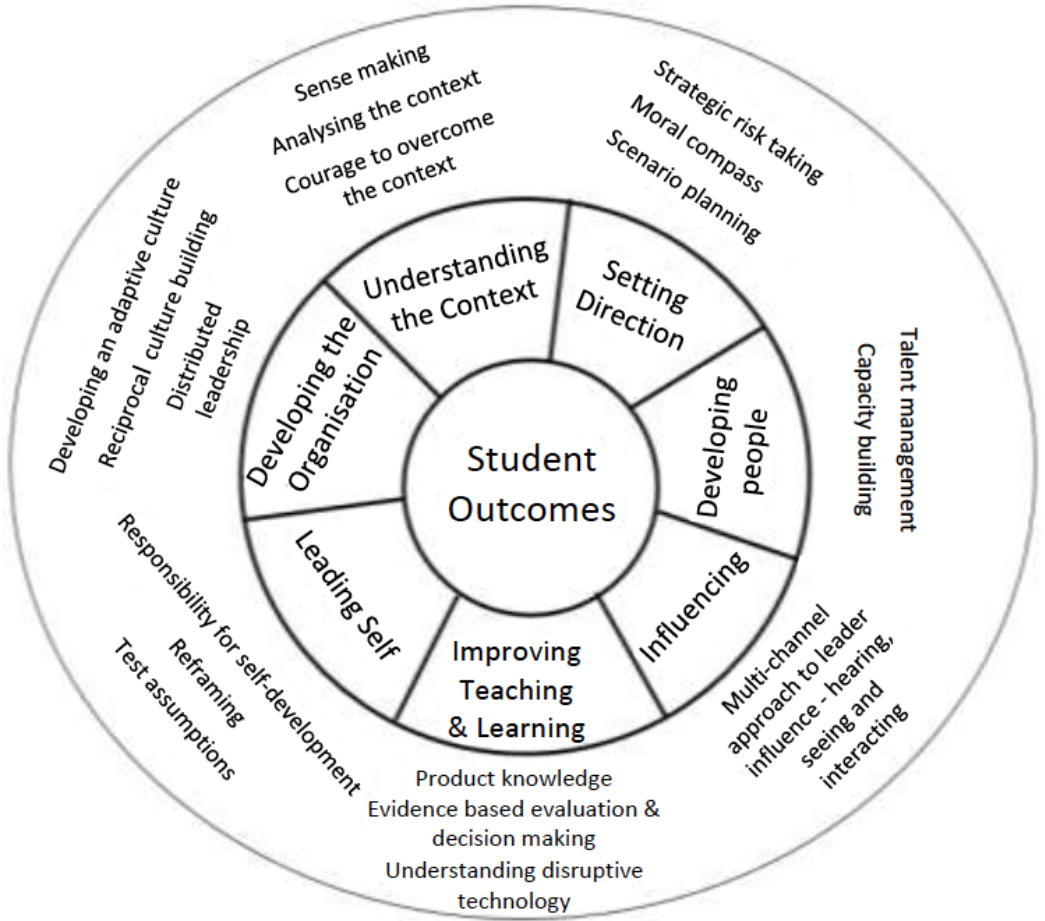 Sense making
Analysing the context
Courage to overcome
the context
Strategic risk taking
Moral compass
Scenario planning
Talent management
Capacity building
Multi-channel
approach to leader
influence - hearing,
seeing and
interacting
Product knowledge
Evidence based evaluation &
decision making
Understanding disruptive
technology
Responsibility for self-development
Reframing
Test assumptions
Developing an adaptive culture
Reciprocal culture building
Distributed
leadership
Understanding
the Context
Setting
Direction
Developing
people
Influencing
Improving
Teaching
& Learning
Leading Self
Developing the
Organisation
Student
Outcomes